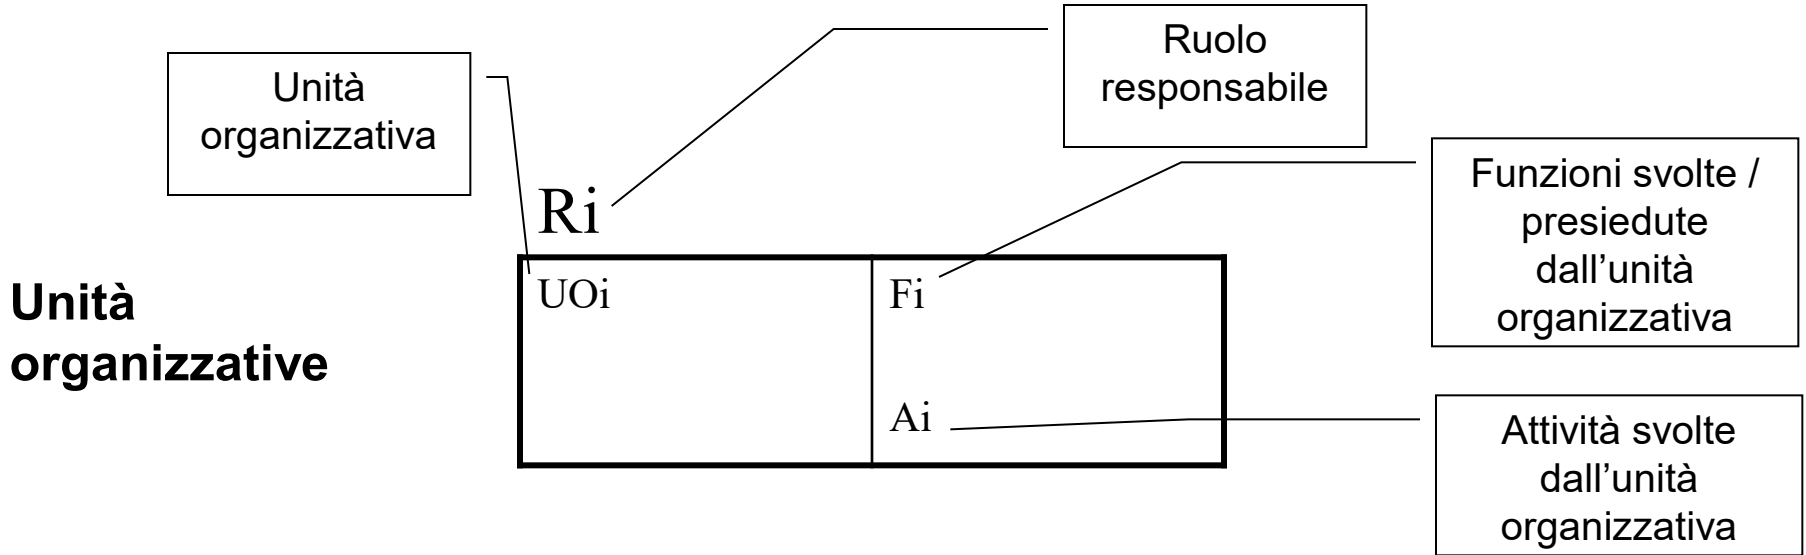 Unità
organizzativa
Ruolo
responsabile
Funzioni svolte /
presiedute
dall’unità
organizzativa
Ri
UOi
Fi
Unità
organizzative
Ai
Attività svolte
dall’unità
organizzativa